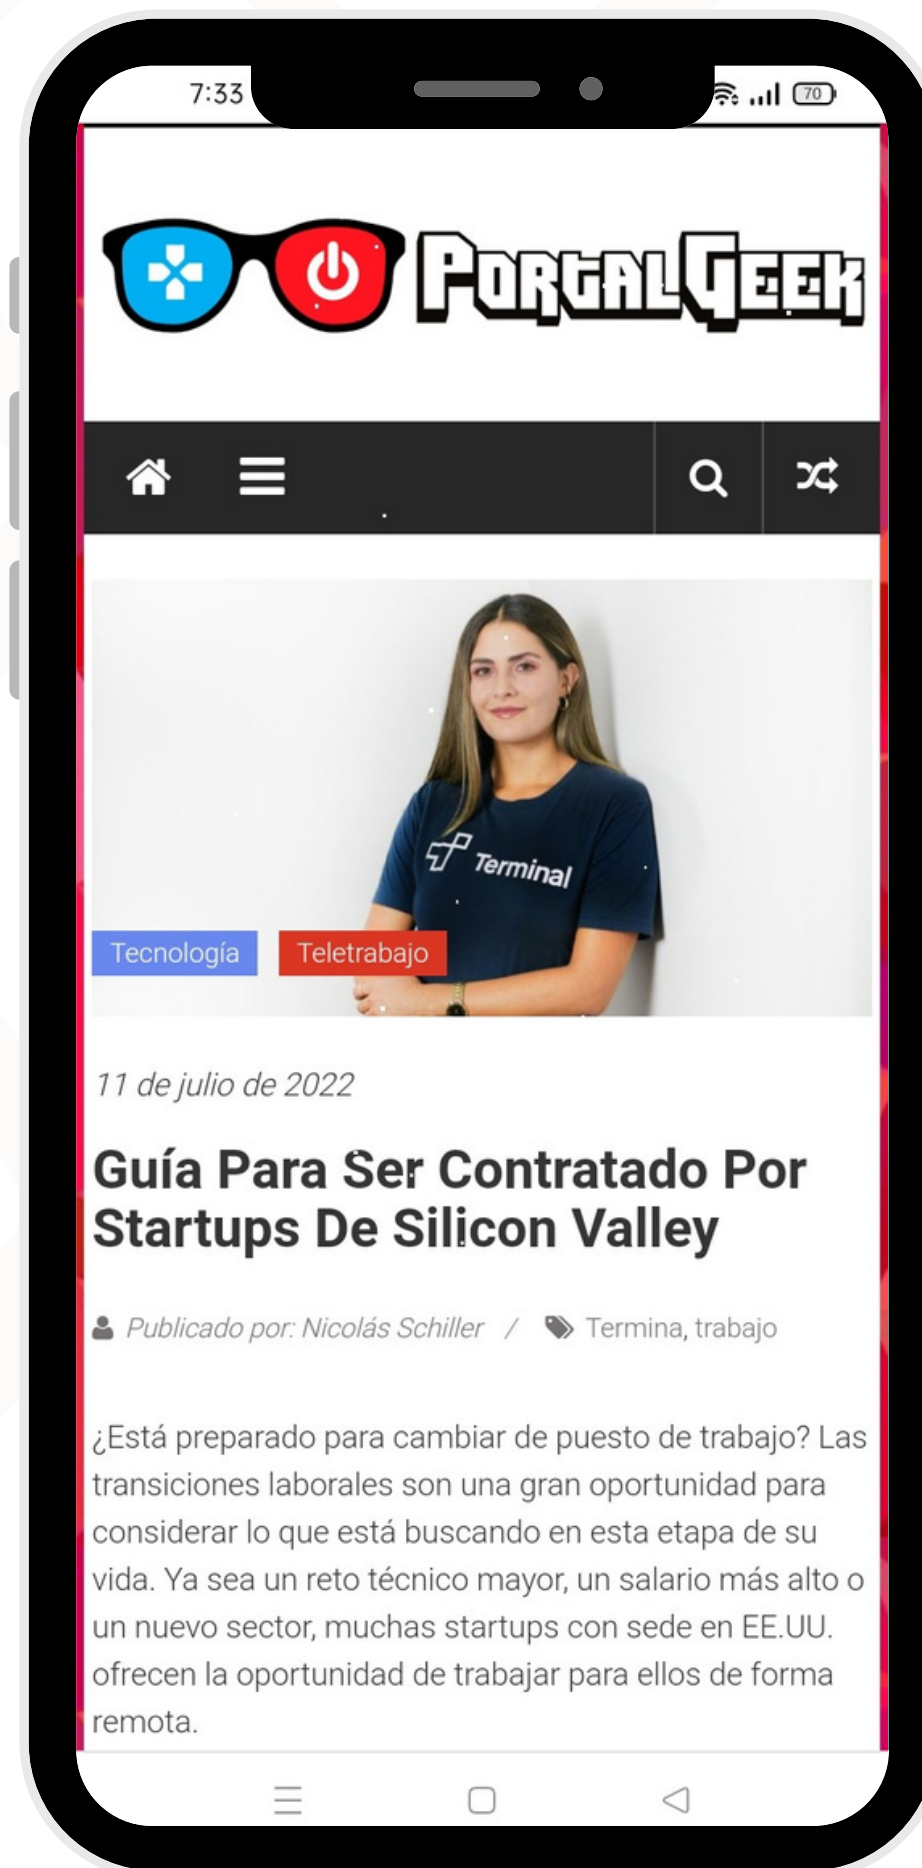 7:33
70
PORTALGEEK
Terminal
Tecnología Teletrabajo
11 de julio de 2022
Guía Para Ser Contratado Por
Startups De Silicon Valley
Publicado por: Nicolás Schiller / Termina, trabajo
¿Está preparado para cambiar de puesto de trabajo? Las
transiciones laborales son una gran oportunidad para
considerar lo que está buscando en esta etapa de su
vida. Ya sea un reto técnico mayor, un salario más alto o
un nuevo sector, muchas startups con sede en EE.UU.
ofrecen la oportunidad de trabajar para ellos de forma
remota.